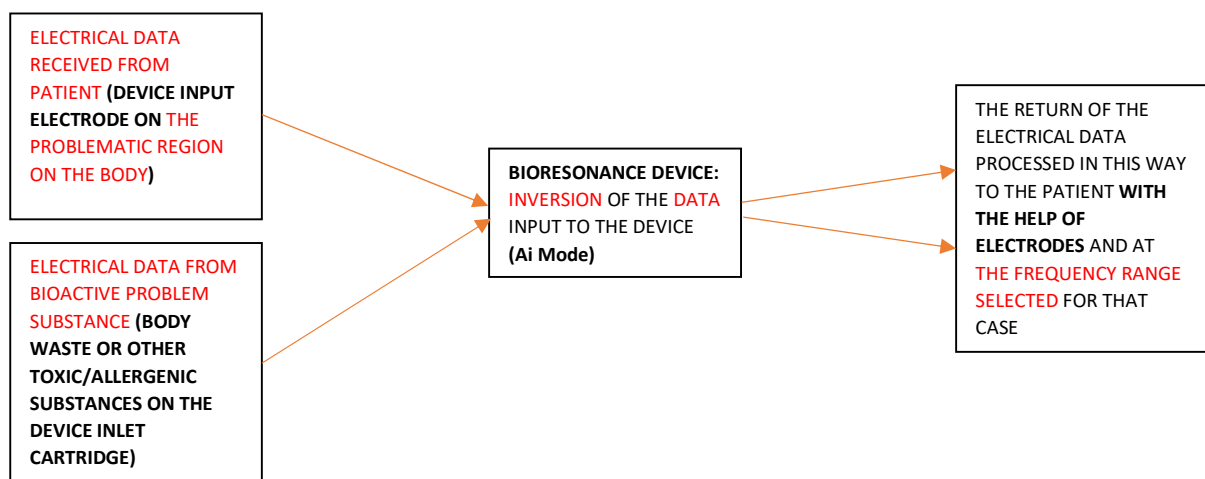 ELECTRICAL DATA
RECEIVED FROM
PATIENT (DEVICE INPUT
ELECTRODE ON THE
PROBLEMATIC REGION
ON THE BODY)
ELECTRICAL DATA FROM
BIOACTIVE PROBLEM
SUBSTANCE (BODY
WASTE OR OTHER
TOXIC/ALLERGENIC
SUBSTANCES ON THE
DEVICE INLET
CARTRIDGE)
BIORESONANCE DEVICE:
INVERSION OF THE DATA
INPUT TO THE DEVICE
(Ai Mode)
THE RETURN OF THE
ELECTRICAL DATA
PROCESSED IN THIS WAY
TO THE PATIENT WITH
THE HELP OF
ELECTRODES AND AT
THE FREQUENCY RANGE
SELECTED FOR THAT
CASE